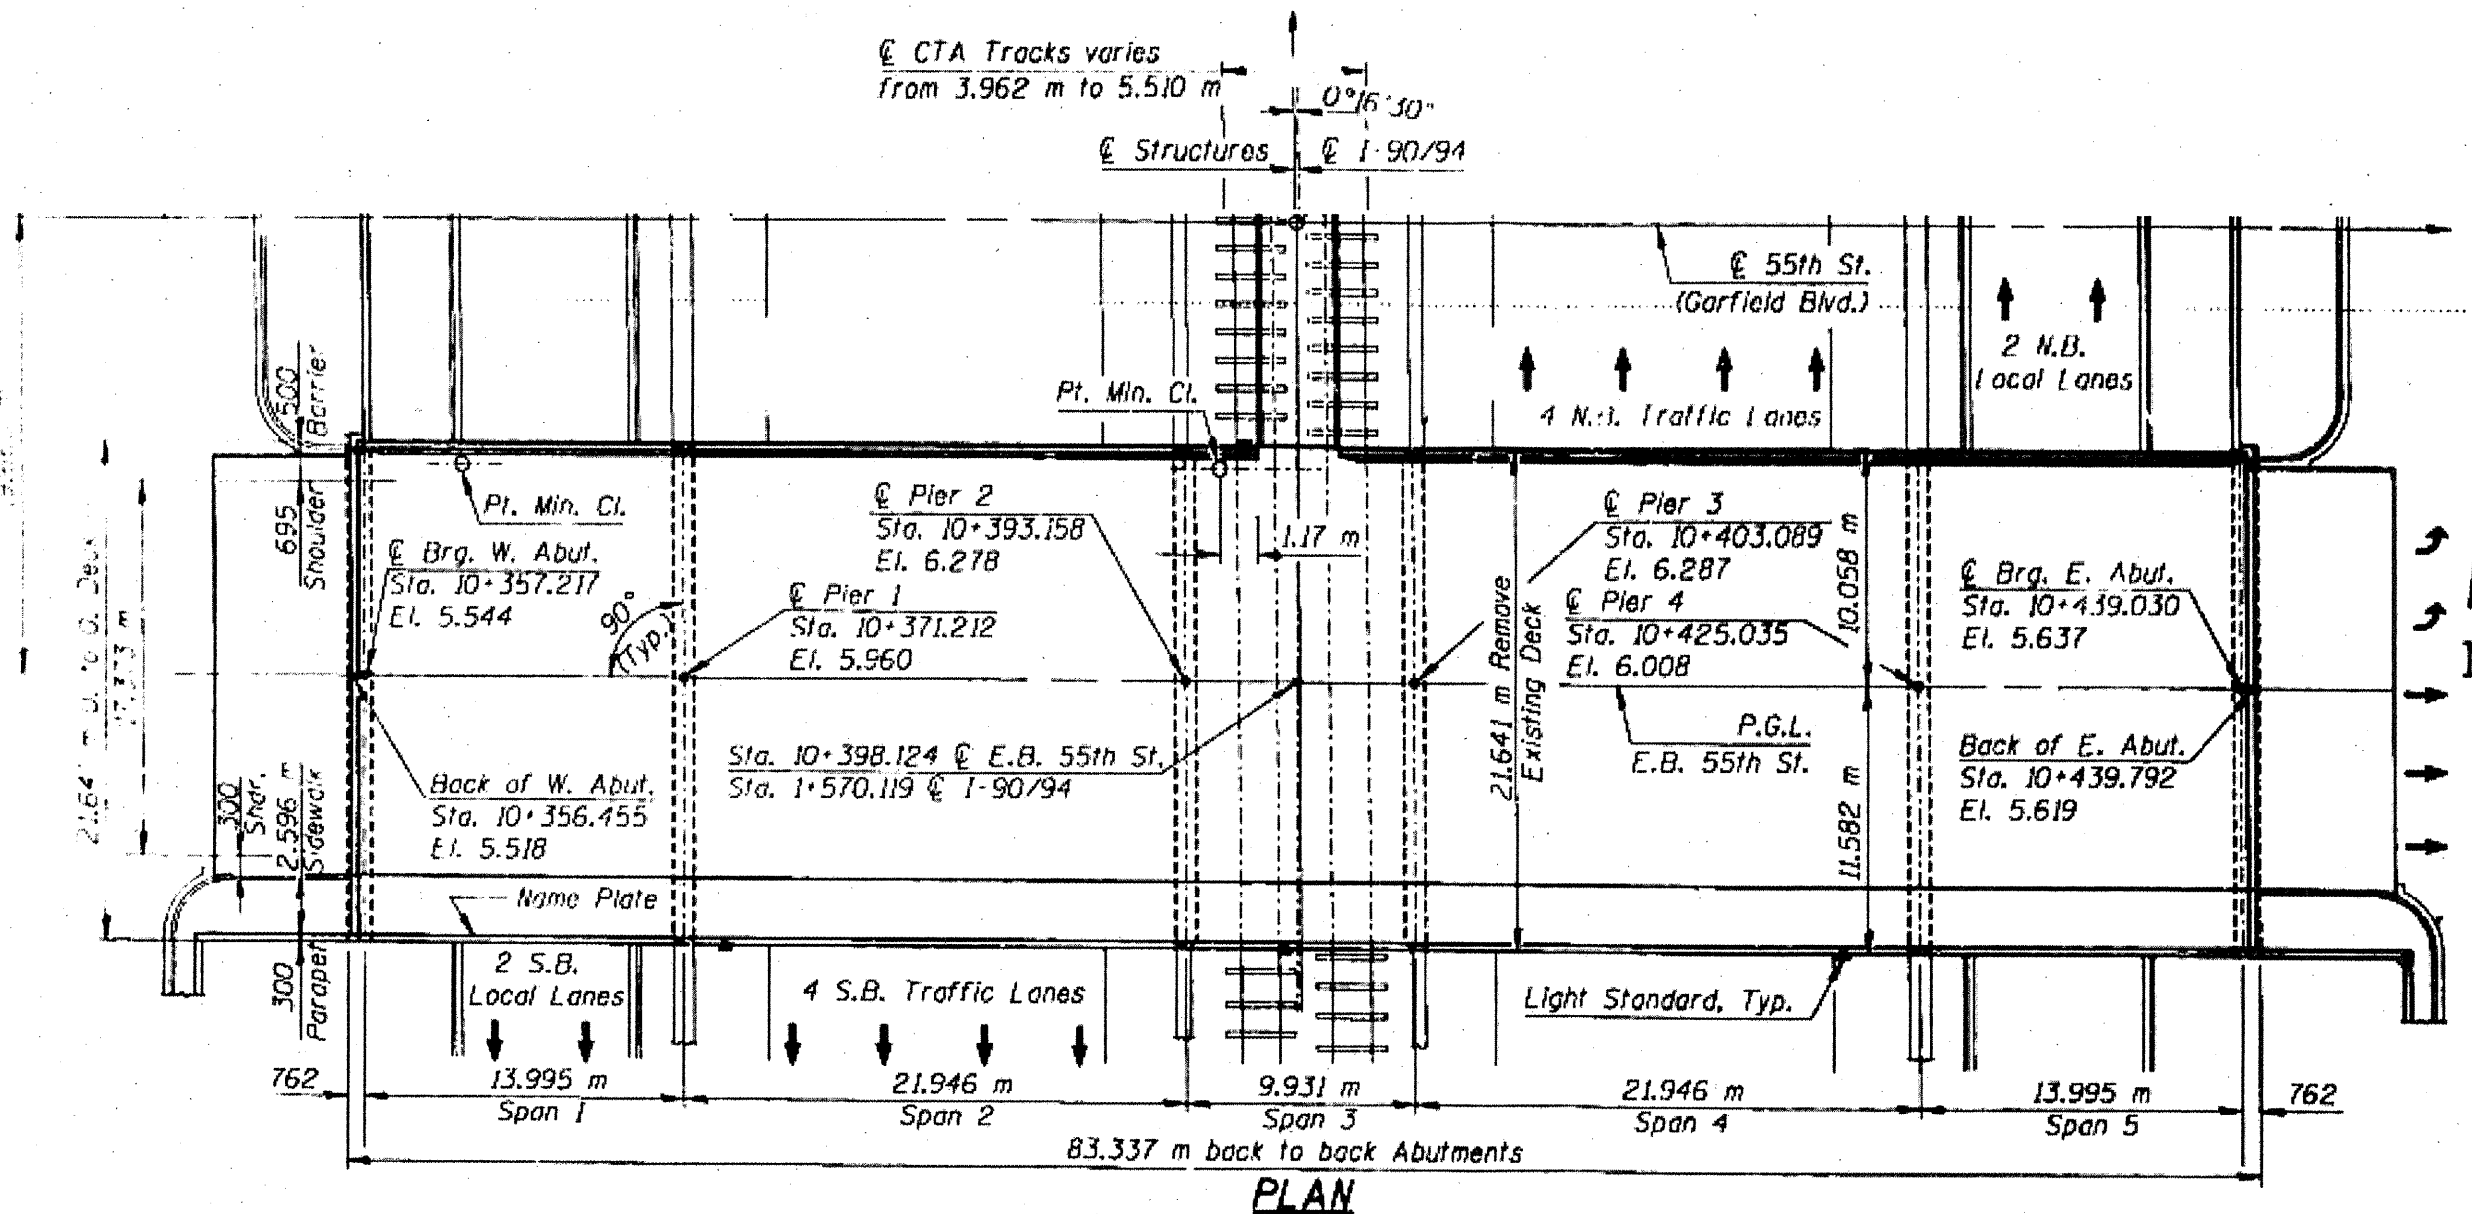 ℄ CTA Tracks varies
from 3.962 m to 5.510 m
0°16'30"
℄ Structures
℄ I-90/94
℄ 55th St.
(Garfield Blvd.)
2 N.B.
Local Lanes
4 N.B. Traffic Lanes
Pt. Min. Cl.
500
Barrier
695
Shoulder
Pt. Min. Cl.
℄ Brg. W. Abut.
Sta. 10+357.217
El. 5.544
90°
(Typ.)
℄ Pier 1
Sta. 10+371.212
El. 5.960
℄ Pier 2
Sta. 10+393.158
El. 6.278
1.17 m
℄ Pier 3
Sta. 10+403.089
El. 6.287
℄ Pier 4
Sta. 10+425.035
El. 6.008
10.058 m
℄ Brg. E. Abut.
Sta. 10+439.030
El. 5.637
21.641 m Remove
Existing Deck
P.G.L.
E.B. 55th St.
Sta. 10+398.124 ℄ E.B. 55th St.
Sta. 1+570.119 ℄ I-90/94
Back of W. Abut.
Sta. 10+356.455
El. 5.518
Back of E. Abut.
Sta. 10+439.792
El. 5.619
11.582 m
300
Shdr.
2.596 m
Sidewalk
300
Parapet
Name Plate
2 S.B.
Local Lanes
4 S.B. Traffic Lanes
Light Standard, Typ.
762
13.995 m
Span 1
21.946 m
Span 2
9.931 m
Span 3
21.946 m
Span 4
13.995 m
Span 5
762
83.337 m back to back Abutments
PLAN